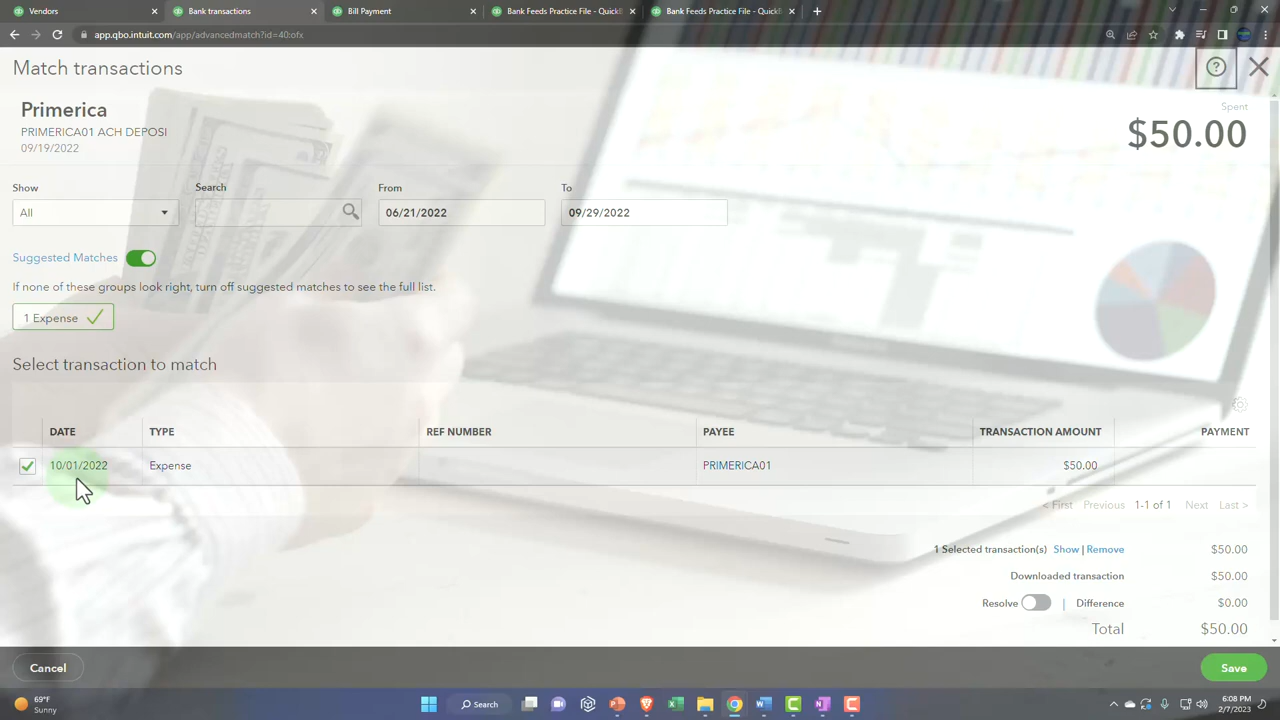 Vendors
Bank transactions
Bill Payment
Bank Feeds Practice File - Quick
Bank Feeds Practice File - Quick
app.qbo.intuit.com/app/advancedmatch?id=40:ofx
Match transactions
Primerica
PRIMERICA01 ACH DEPOSI
09/19/2022
Spent
$50.00
Show
Search
From
To
All
06/21/2022
09/29/2022
Suggested Matches
If none of these groups look right, turn off suggested matches to see the full list.
1 Expense
Select transaction to match
DATE TYPE REF NUMBER PAYEE TRANSACTION AMOUNT PAYMENT
10/01/2022 Expense PRIMERICA01 $50.00
< First Previous 1-1 of 1 Next Last >
1 Selected transaction(s) Show | Remove $50.00
Downloaded transaction $50.00
Resolve | Difference $0.00
Total $50.00
Cancel
Save
69°F
Sunny
Search
6:08 PM
2/7/2023